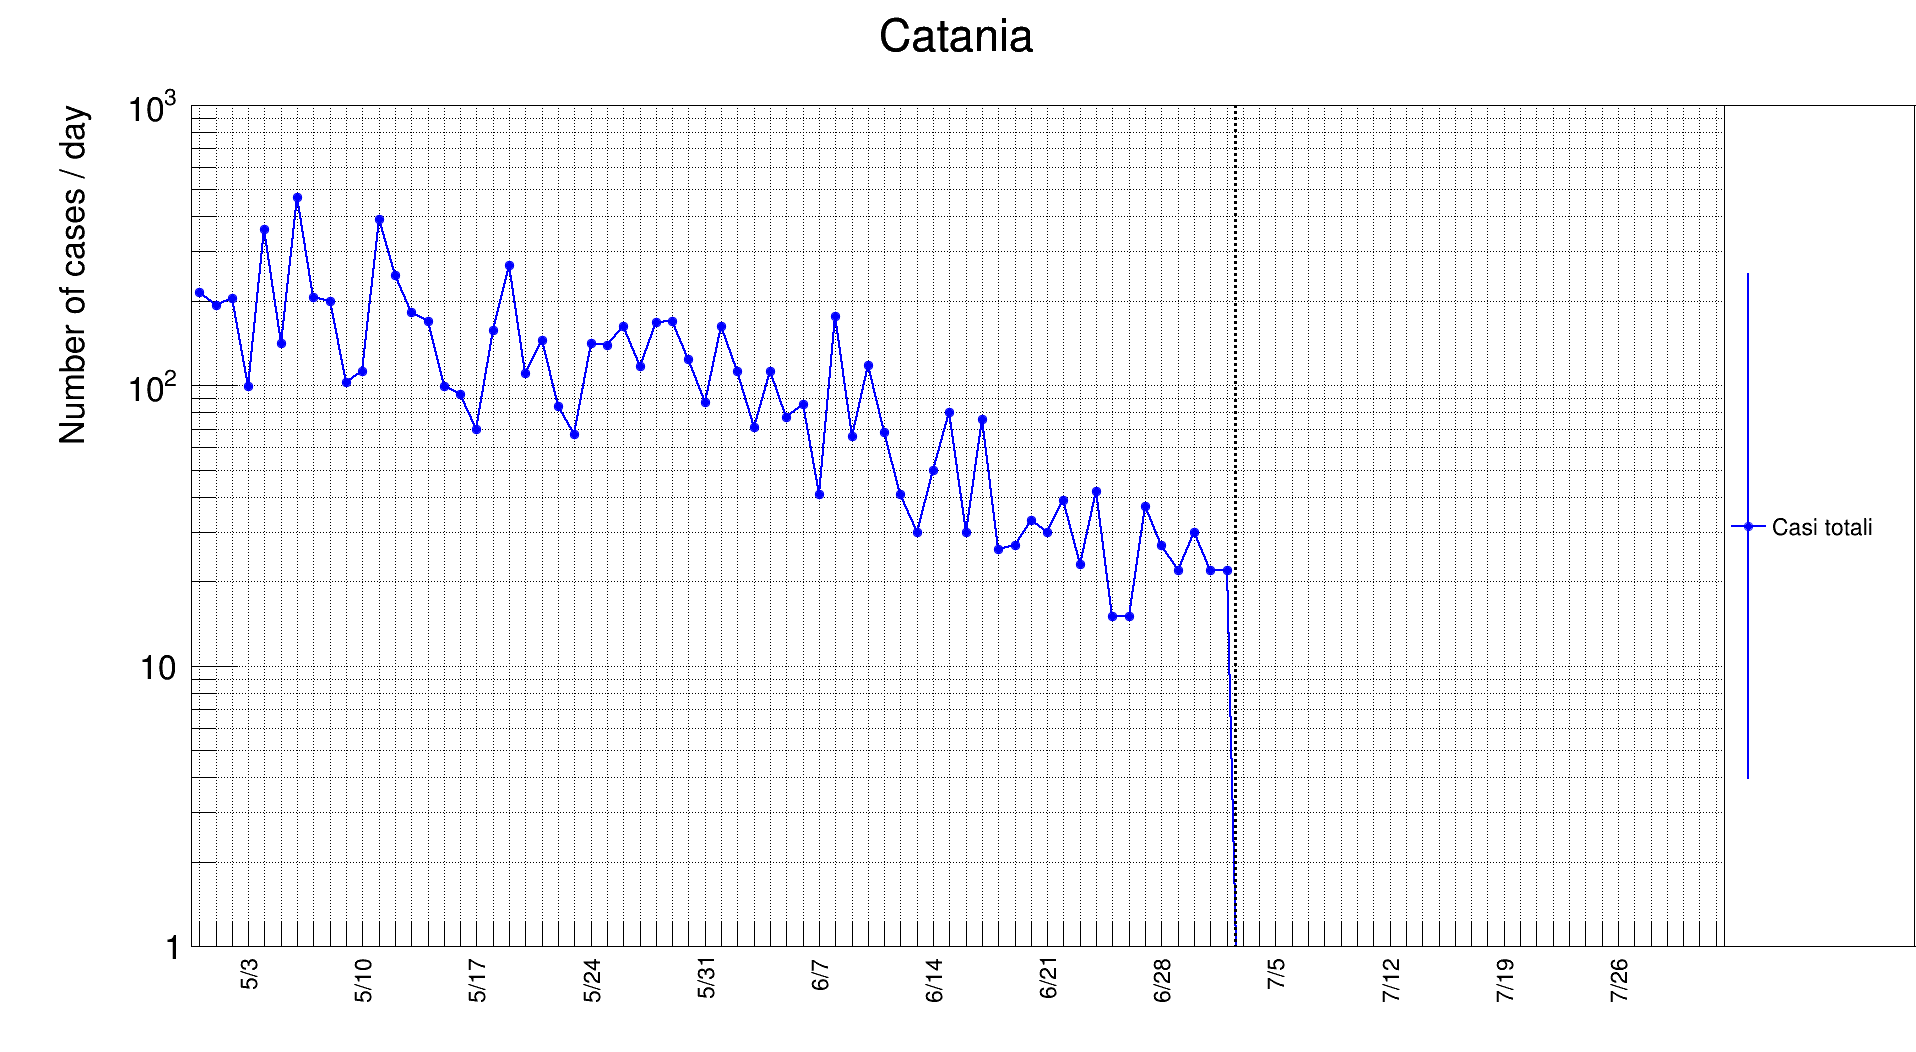 Catania
Number of cases / day
10³
10²
10
1
5/3 5/10 5/17 5/24 5/31 6/7 6/14 6/21 6/28 7/5 7/12 7/19 7/26
Casi totali